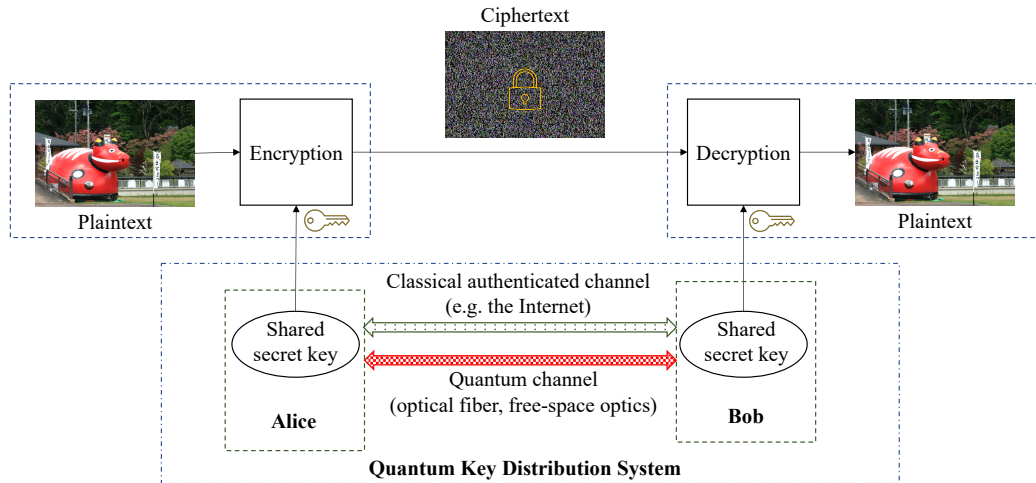 Ciphertext
Encryption
Decryption
Plaintext
Plaintext
Classical authenticated channel
(e.g. the Internet)
Shared
secret key
Shared
secret key
Quantum channel
(optical fiber, free-space optics)
Alice
Bob
Quantum Key Distribution System